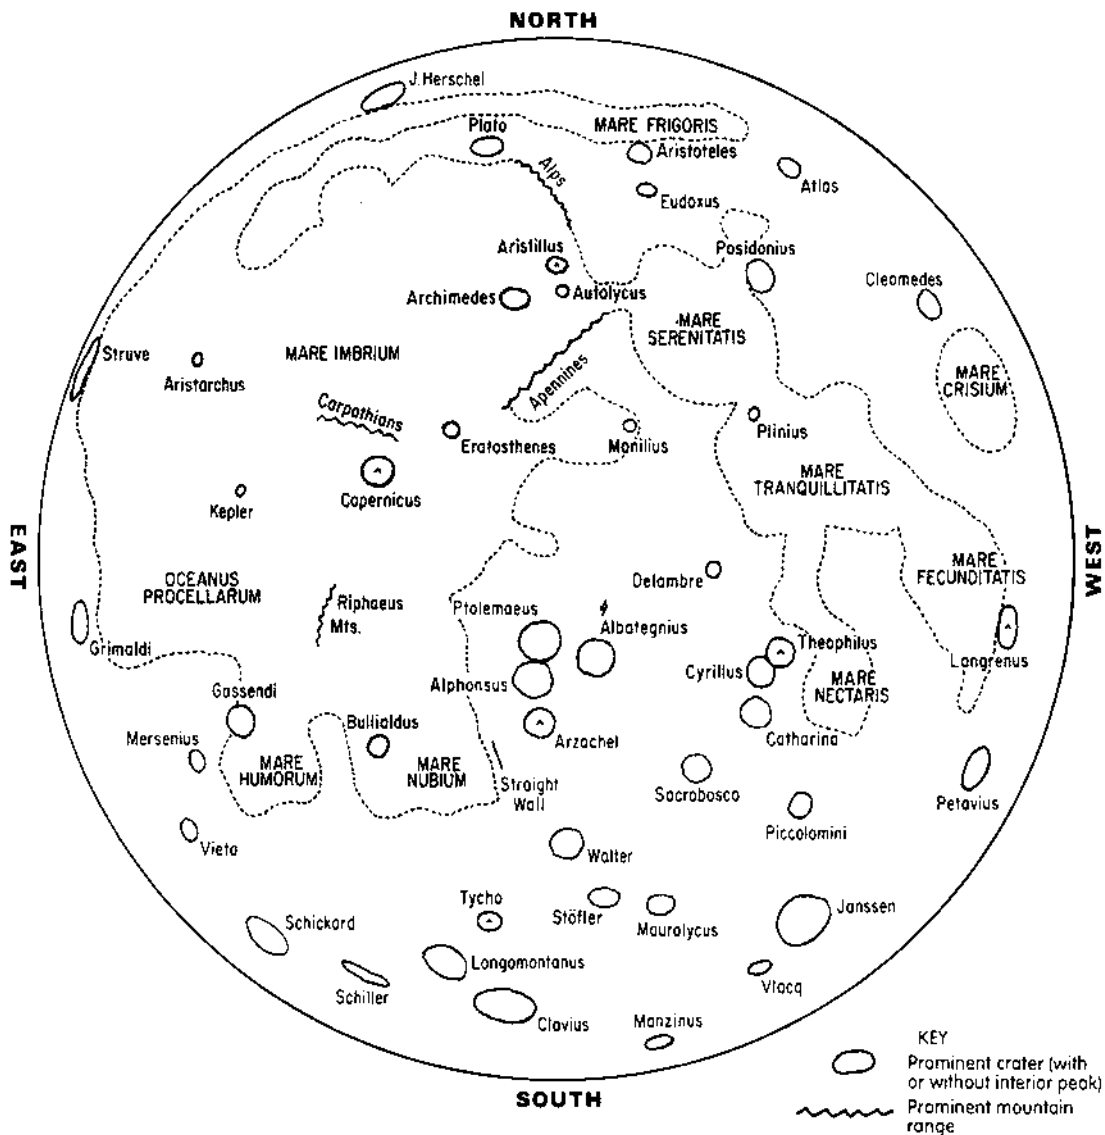 NORTH
J. Herschel
MARE FRIGORIS
Plato
Aristoteles
Alps
Atlas
Eudoxus
Aristillus
Posidonius
Cleomedes
Archimedes
Autolycus
MARE
SERENITATIS
Struve
MARE IMBRIUM
Aristarchus
Apennines
MARE
CRISIUM
Carpathians
Eratosthenes
Manilius
Plinius
MARE
TRANQUILLITATIS
Copernicus
Kepler
EAST
WEST
OCEANUS
PROCELLARUM
Delambre
MARE
FECUNDITATIS
Riphaeus
Mts.
Ptolemaeus
Albategnius
Grimaldi
Theophilus
Langrenus
Cyrillus
Alphonsus
MARE
NECTARIS
Gassendi
Bullialdus
Arzachel
Catharina
Mersenius
MARE
HUMORUM
MARE
NUBIUM
Straight
Wall
Sacrobosco
Petavius
Piccolomini
Vieta
Walter
Tycho
Stöfler
Maurolycus
Janssen
Schickard
Longomontanus
Vlacq
Schiller
Clavius
Manzinus
SOUTH
KEY
Prominent crater (with
or without interior peak)
Prominent mountain
range